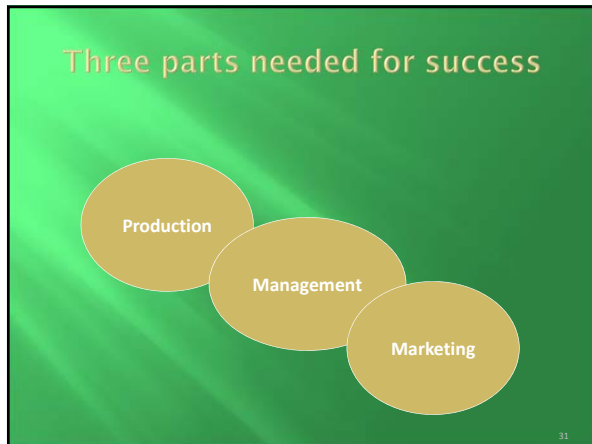 Three parts needed for success
Production
Management
Marketing
31